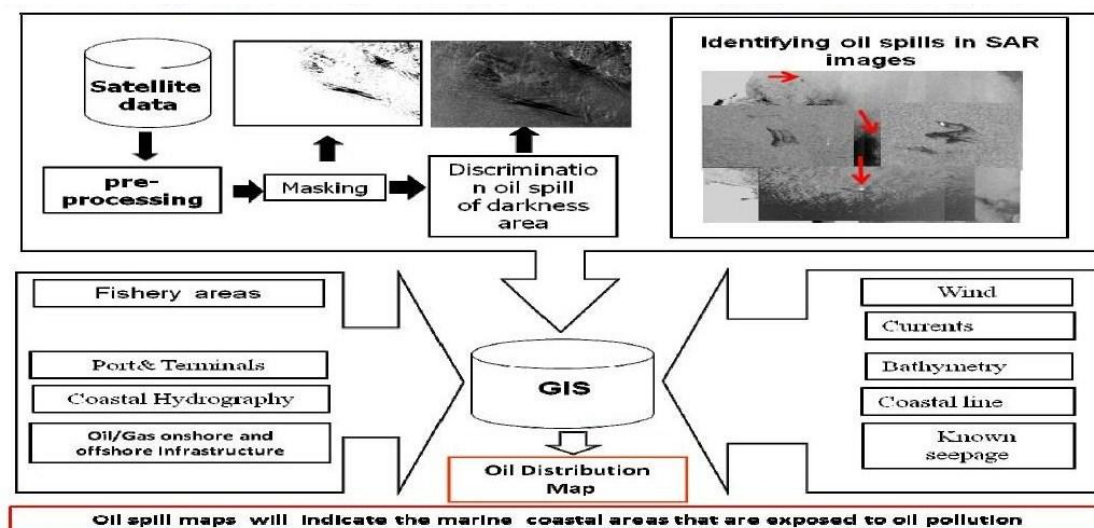 Satellite
data
pre-
processing
Masking
Discriminatio
n oil spill
of darkness
area
Identifying oil spills in SAR
images
Fishery areas
Port& Terminals
Coastal Hydrography
Oil/Gas onshore and
offshore Infrastructure
GIS
Oil Distribution
Map
Wind
Currents
Bathymetry
Coastal line
Known
seepage
Oil spill maps will indicate the marine coastal areas that are exposed to oil pollution